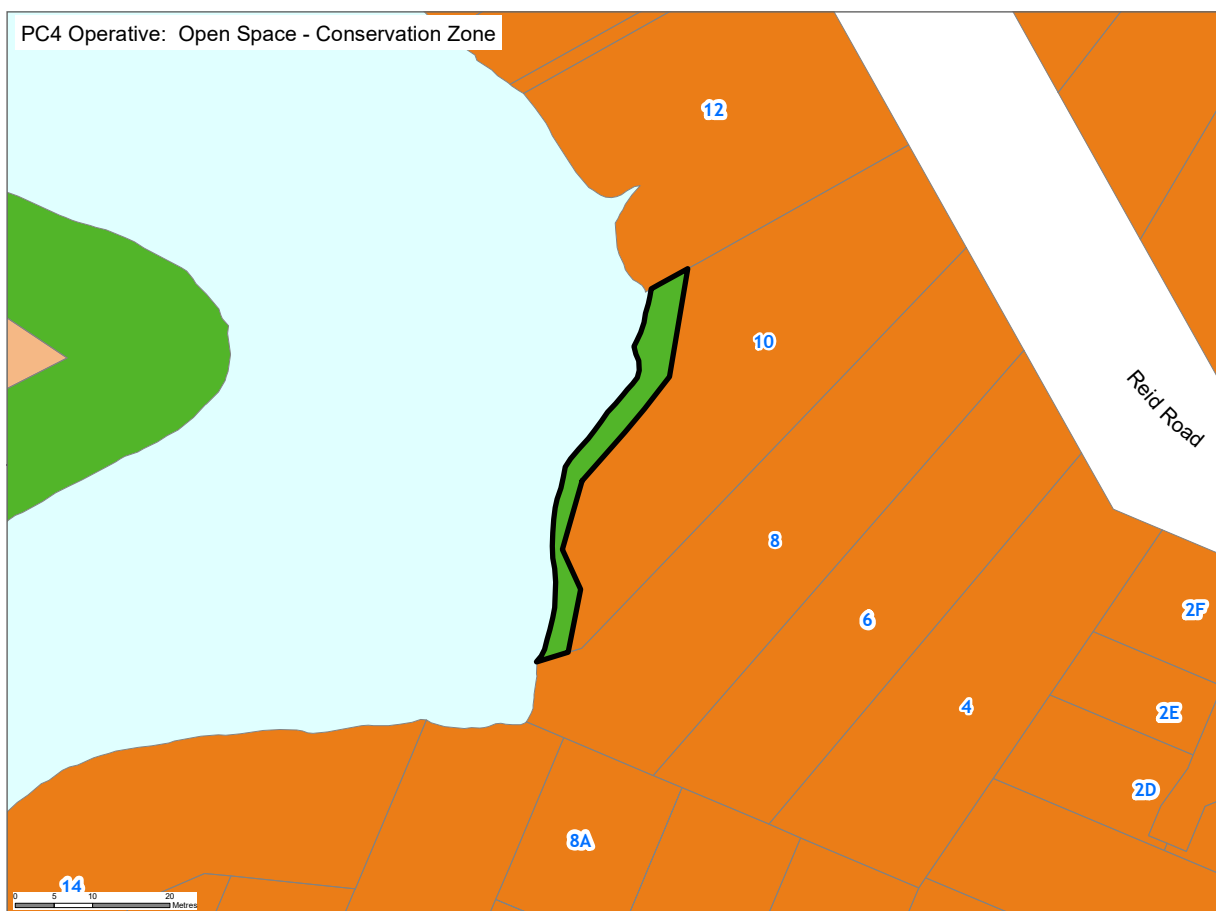 PC4 Operative: Open Space - Conservation Zone
12
10
Reid Road
8
6
2F
4
2E
2D
8A
14
0 5 10 20
Metres